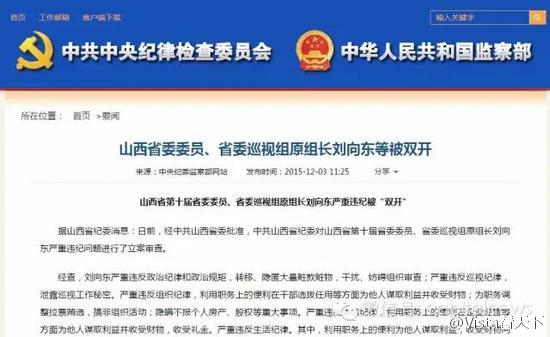 首页 工作邮箱 客户端下载 输入关键字
中共中央纪律检查委员会 中华人民共和国监察部
所在位置： 首页 >要闻
山西省委委员、省委巡视组原组长刘向东等被双开
来源：中央纪委监察部网站 发布时间：2015-12-03 11:25 分享
山西省第十届省委委员、省委巡视组原组长刘向东严重违纪被“双开”
据山西省纪委消息：日前，经中共山西省委批准，中共山西省纪委对山西省第十届省委委员、省委巡视组原组长刘向
东严重违纪问题进行了立案审查。
经查，刘向东严重违反政治纪律和政治规矩，转移、隐匿大量赃款赃物，干扰、妨碍组织审查；严重违反巡视纪律，
泄露巡视工作秘密。严重违反组织纪律，利用职务上的便利在干部选拔任用等方面为他人谋取利益并收受财物；为职务调
整拉票贿选，搞非组织活动；隐瞒不报个人房产、股权等重大事项。严重违反
等方面为他人谋取利益并收受财物，收受礼金。严重违反生活纪律。其中，利用职务上的便利为他人谋取利益，收受财物问
微信号
@Vista看天下